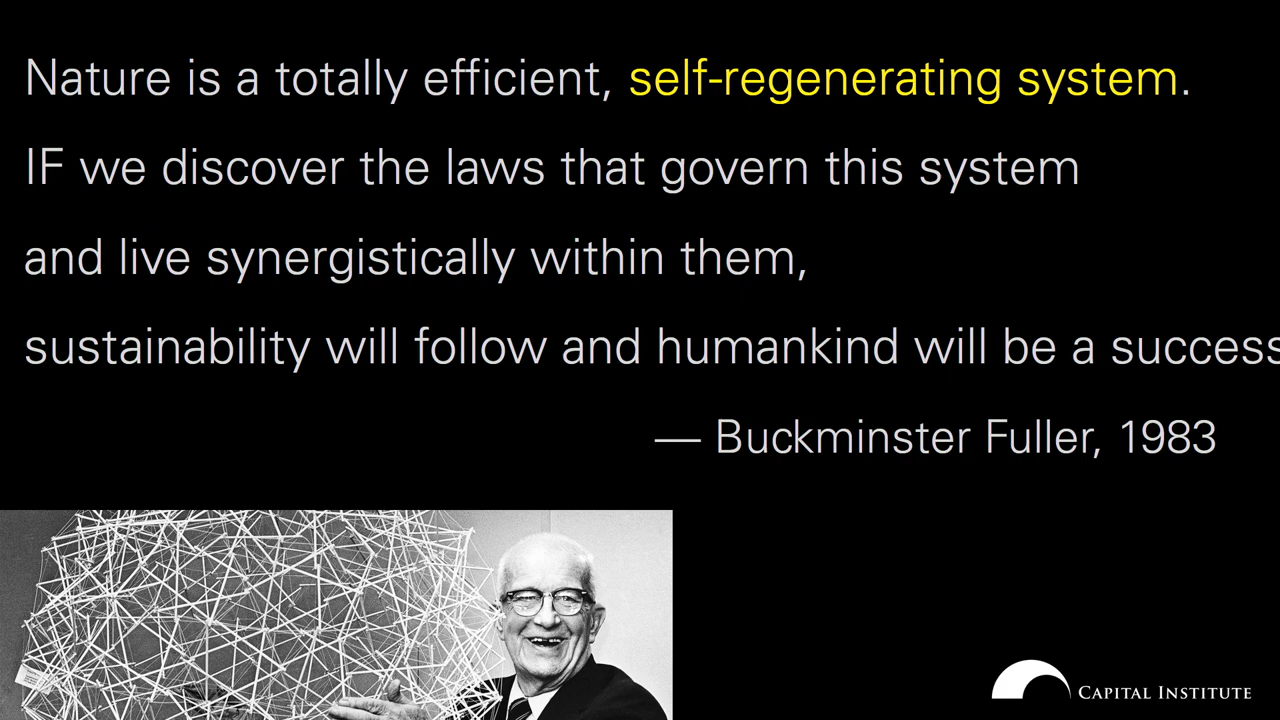 Nature is a totally efficient, self-regenerating system.
IF we discover the laws that govern this system
and live synergistically within them,
sustainability will follow and humankind will be a success
— Buckminster Fuller, 1983
CAPITAL INSTITUTE